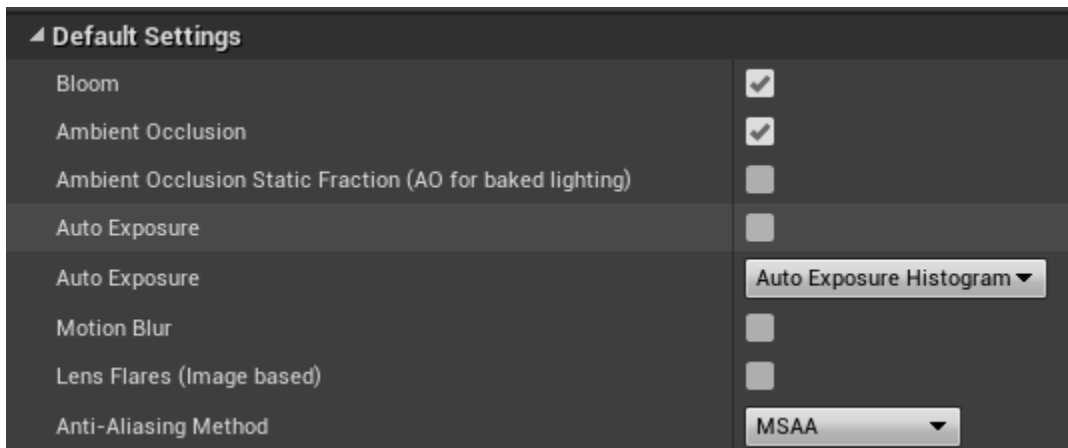 Default Settings
Bloom
Ambient Occlusion
Ambient Occlusion Static Fraction (AO for baked lighting)
Auto Exposure
Auto Exposure Auto Exposure Histogram
Motion Blur
Lens Flares (Image based)
Anti-Aliasing Method MSAA